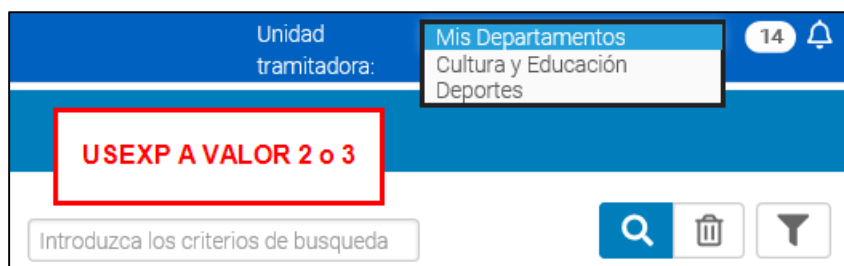 Unidad
tramitadora:
Mis Departamentos
Cultura y Educación
Deportes
14
USEXP A VALOR 2 o 3
Introduzca los criterios de busqueda